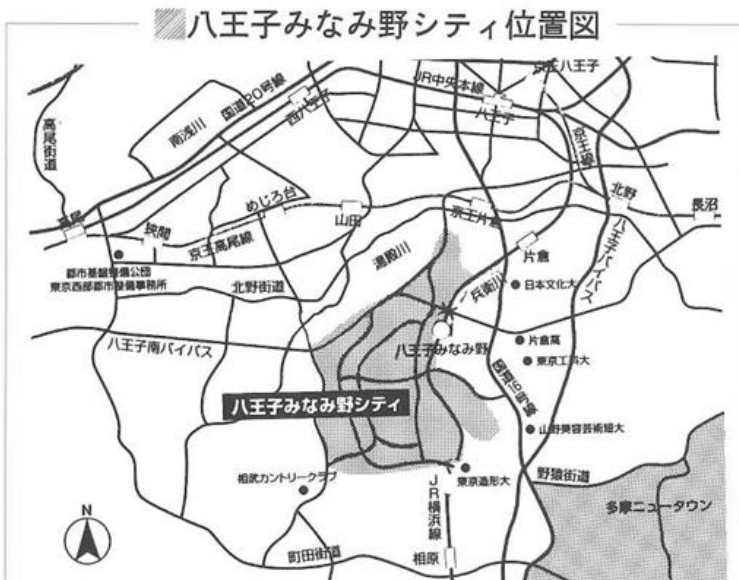 八王子みなみ野シティ位置図
京王八王子
JR中央本線
国道20号線
西八王子
八王子
高尾街道
南浅川
京王線
北野
長沼
めじろ台
山田
京王片倉
高尾
狭間
京王高尾線
湯殿川
片倉
八王子バイパス
都市基盤整備公団
東京西部都市整備事務所
北野街道
兵衛川
日本文化大
八王子南バイパス
八王子みなみ野
片倉高
東京工科大
国道16号線
八王子みなみ野シティ
山野美容芸術短大
相武カントリークラブ
東京造形大
野猿街道
多摩ニュータウン
JR横浜線
N
町田街道
相原